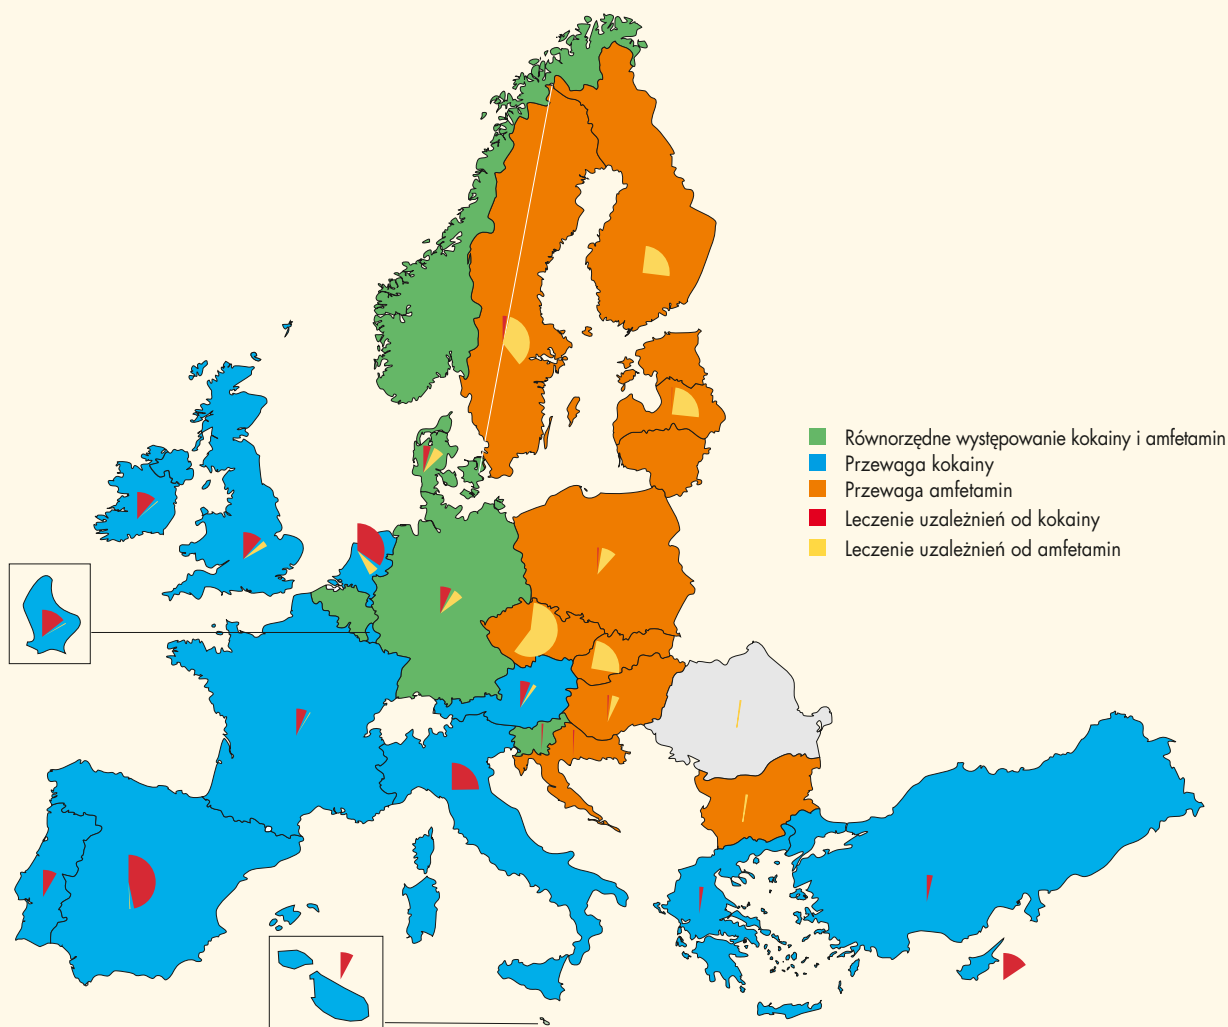 Równorzędne występowanie kokainy i amfetamin
Przewaga kokainy
Przewaga amfetamin
Leczenie uzależnień od kokainy
Leczenie uzależnień od amfetamin